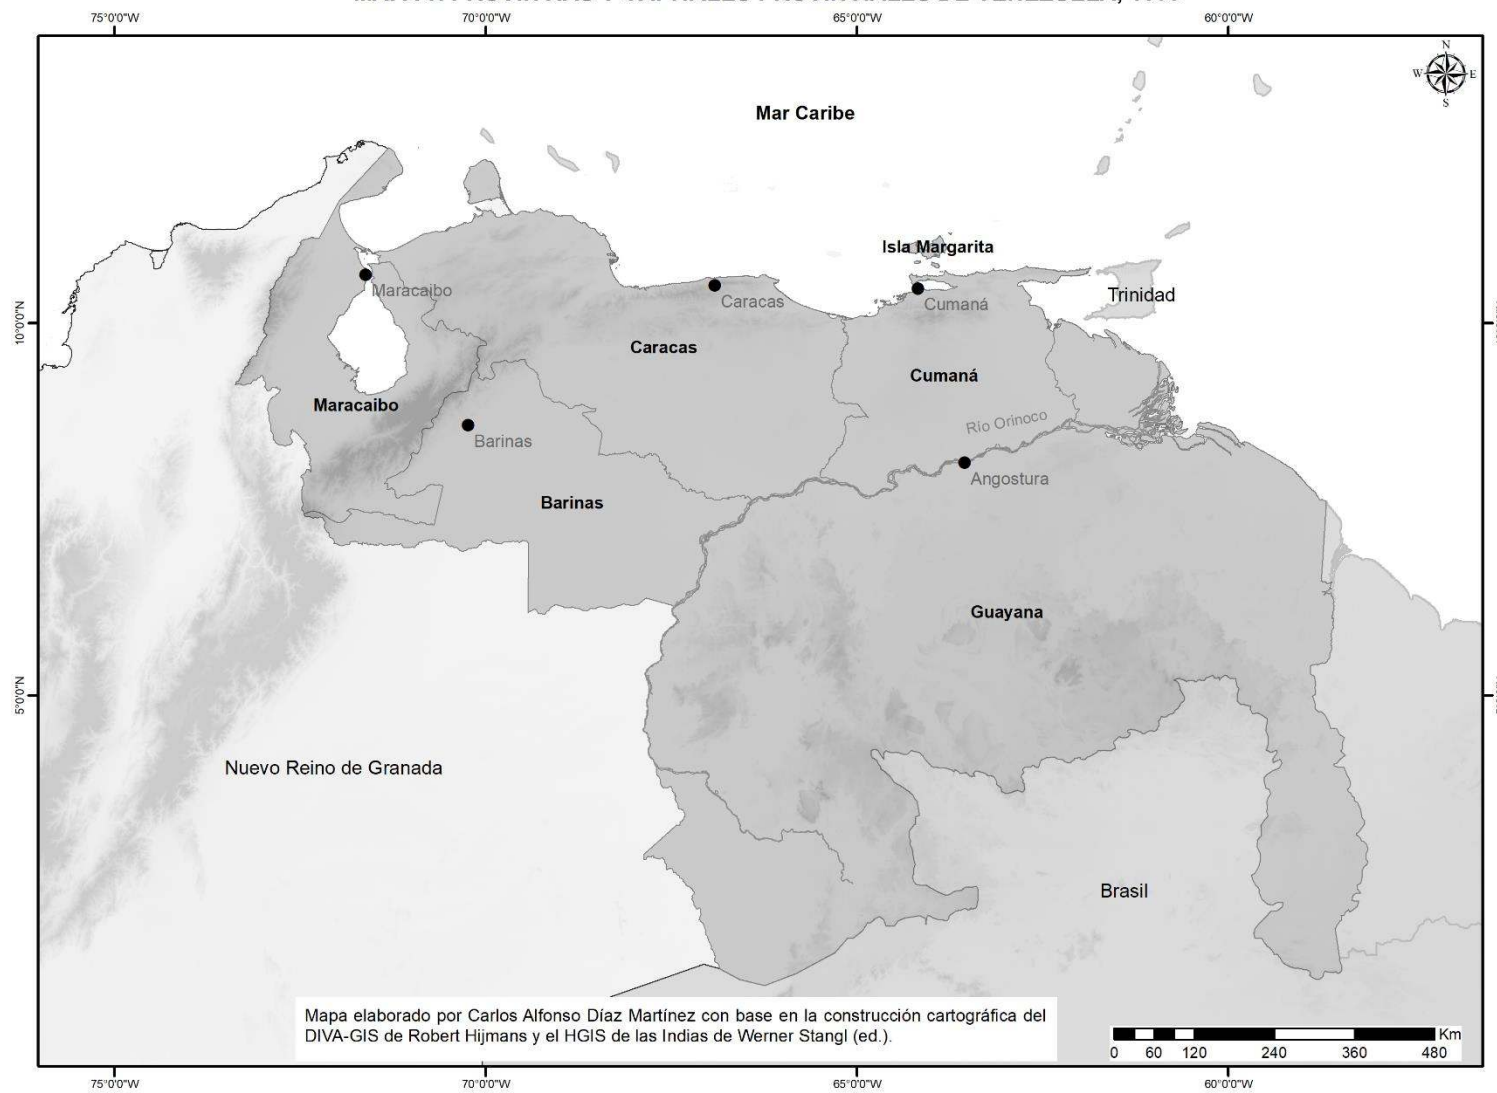 75°0'0"W 70°0'0"W 65°0'0"W 60°0'0"W
N
W E
S
Mar Caribe
Isla Margarita
Trinidad
Maracaibo
Caracas
Cumaná
10°0'0"N
Caracas
Cumaná
Maracaibo
Río Orinoco
Barinas
Angostura
Barinas
Guayana
5°0'0"N
Nuevo Reino de Granada
Brasil
Mapa elaborado por Carlos Alfonso Díaz Martínez con base en la construcción cartográfica del
DIVA-GIS de Robert Hijmans y el HGIS de las Indias de Werner Stangl (ed.).
Km
0 60 120 240 360 480
75°0'0"W 70°0'0"W 65°0'0"W 60°0'0"W